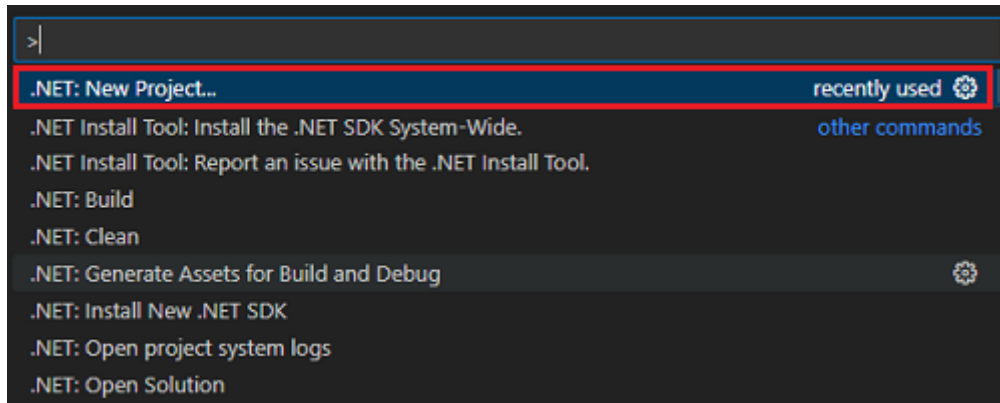 >
.NET: New Project... recently used
.NET Install Tool: Install the .NET SDK System-Wide. other commands
.NET Install Tool: Report an issue with the .NET Install Tool.
.NET: Build
.NET: Clean
.NET: Generate Assets for Build and Debug
.NET: Install New .NET SDK
.NET: Open project system logs
.NET: Open Solution